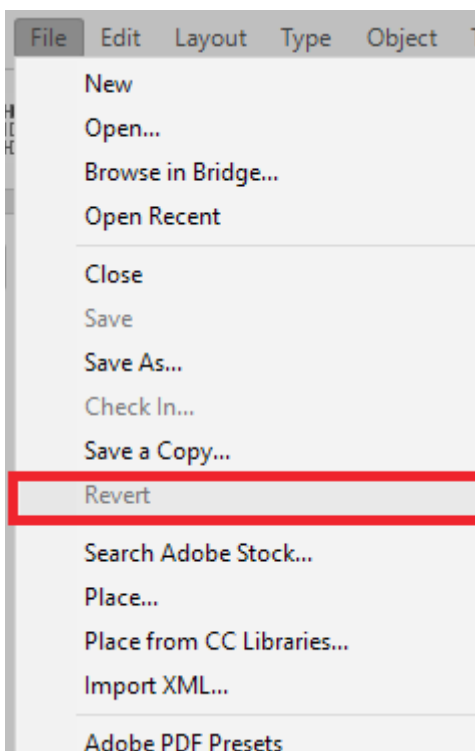 File Edit Layout Type Object
New
Open...
Browse in Bridge...
Open Recent
Close
Save
Save As...
Check In...
Save a Copy...
Revert
Search Adobe Stock...
Place...
Place from CC Libraries...
Import XML...
Adobe PDF Presets